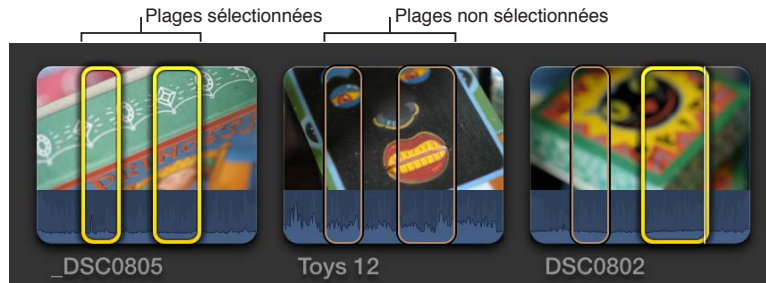 Plages sélectionnées
Plages non sélectionnées
_DSC0805
Toys 12
DSC0802